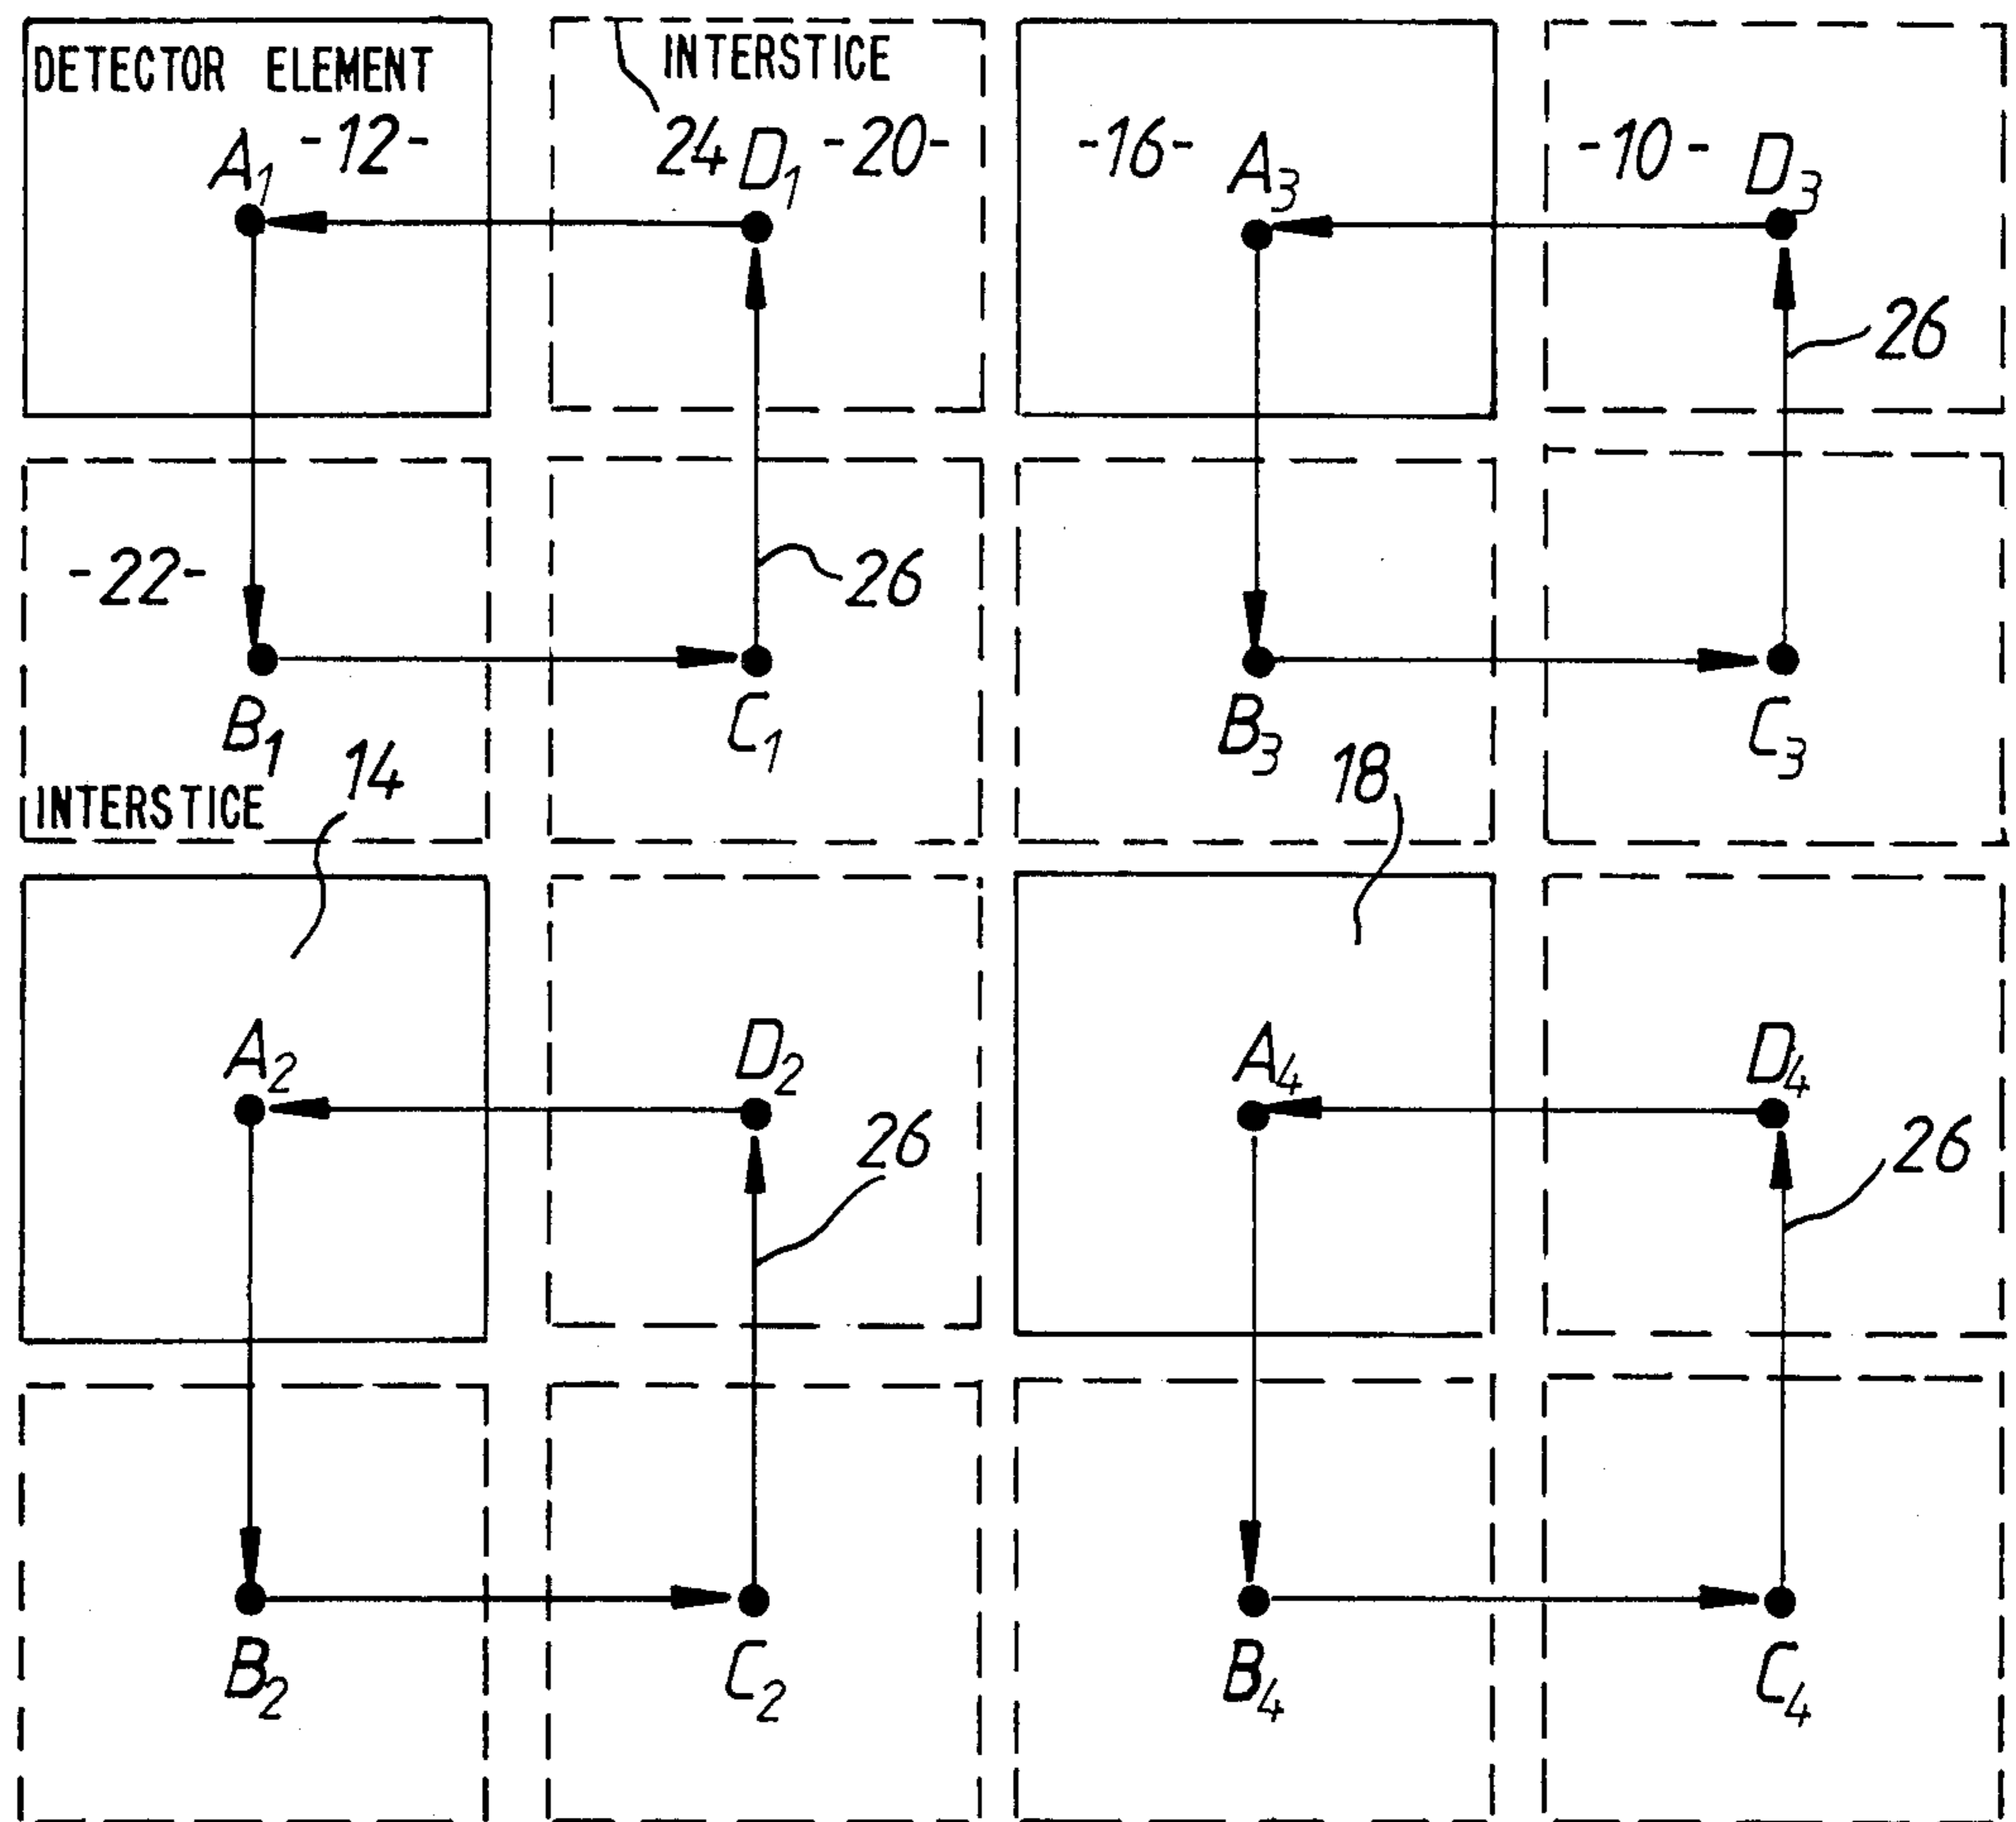 DETECTOR ELEMENT
INTERSTICE
A1 -12-
24 D1 -20-
-16- A3
-10- D3
26
-22-
26
B1
C1
B3
C3
INTERSTICE
14
18
A2
D2
A4
D4
26
26
B2
C2
B4
C4